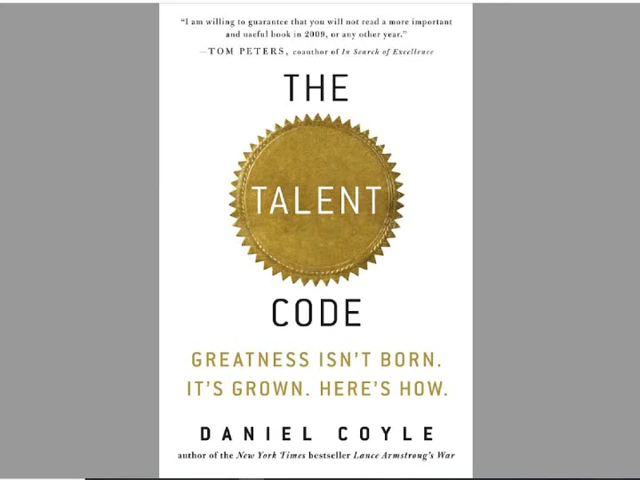 "I am willing to guarantee that you will not read a more important
and useful book in 2009, or any other year."
—TOM PETERS, coauthor of In Search of Excellence
THE
TALENT
CODE
GREATNESS ISN'T BORN.
IT'S GROWN. HERE'S HOW.
DANIEL COYLE
author of the New York Times bestseller Lance Armstrong's War